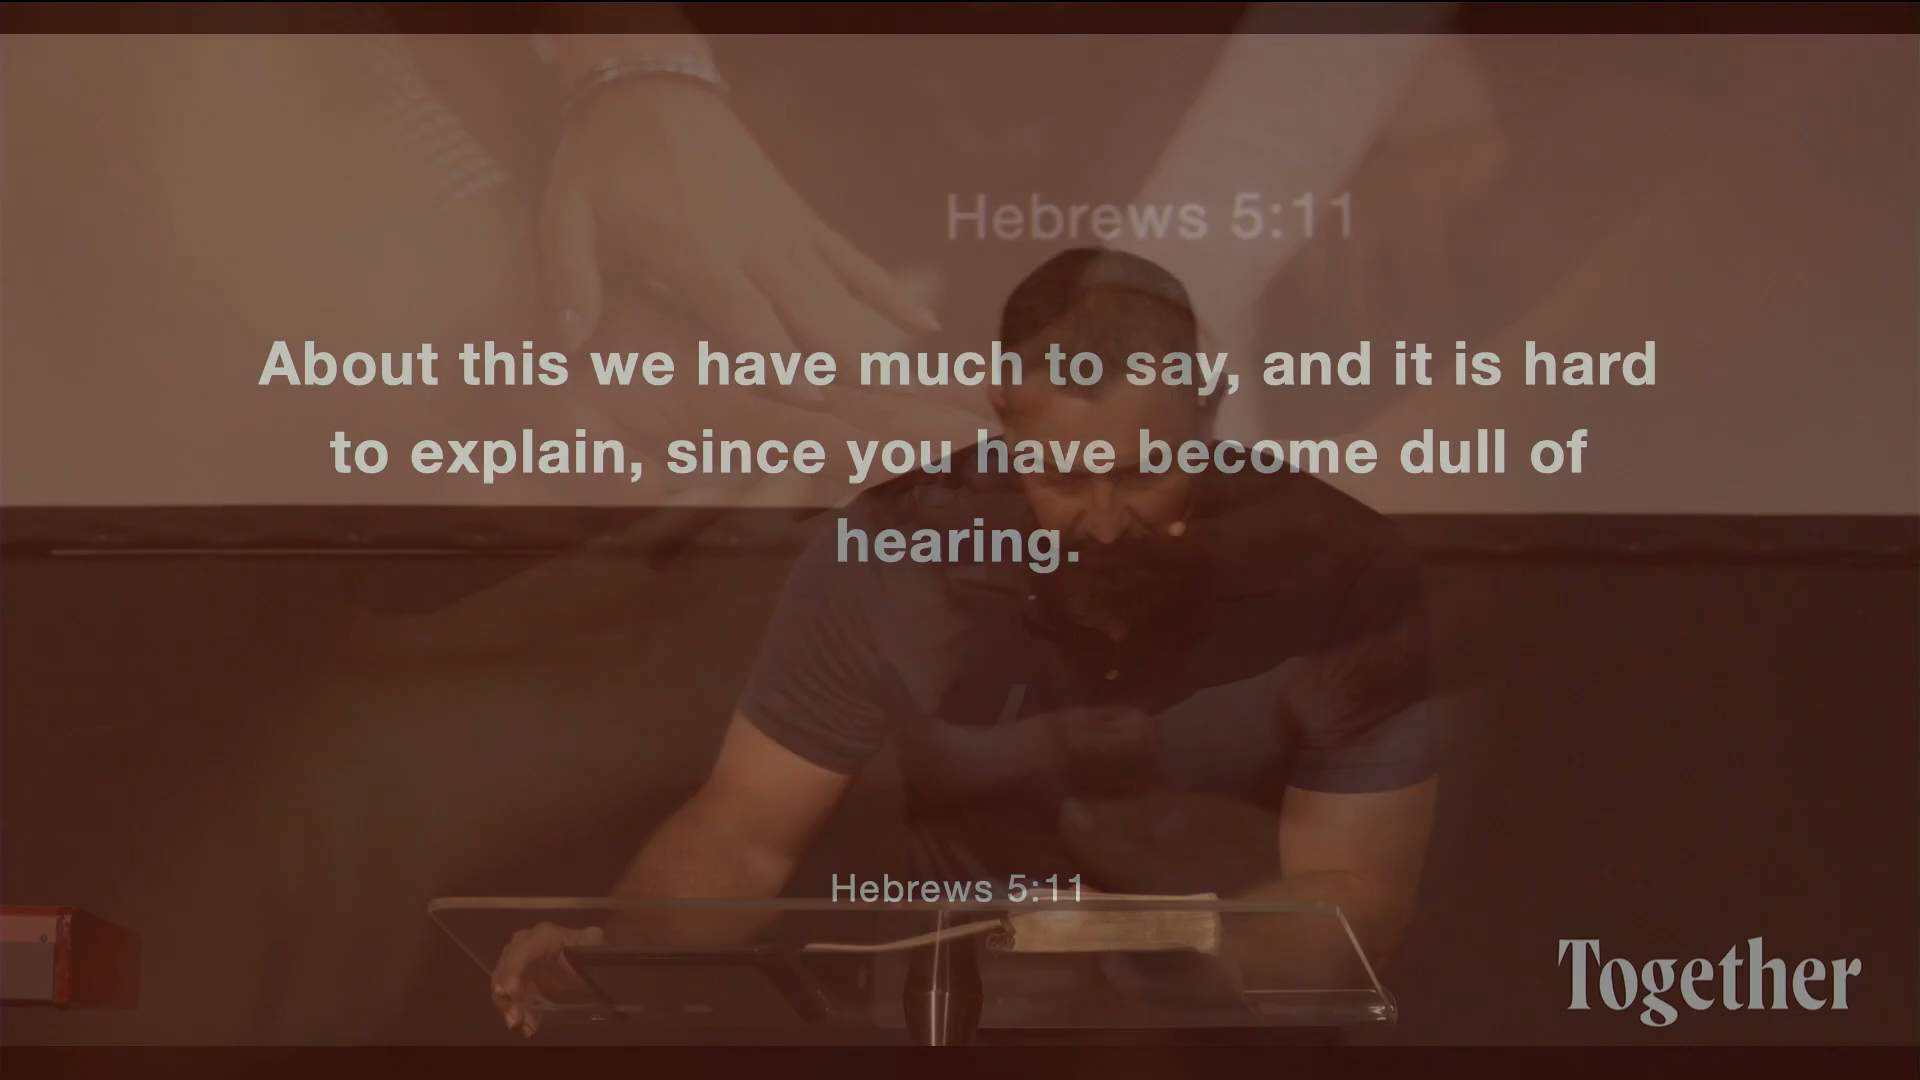 Hebrews 5:11
About this we have much to say, and it is hard
to explain, since you have become dull of
hearing.
Hebrews 5:11
Together